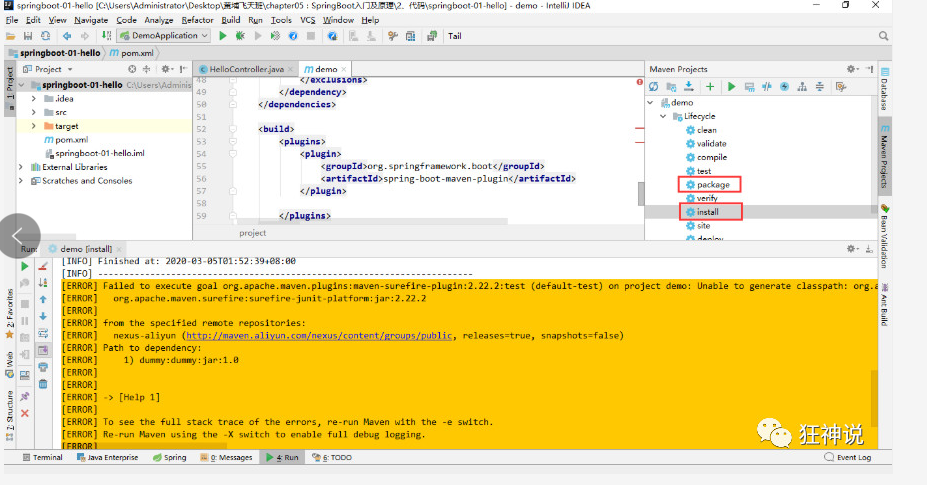 springboot-01-hello [C:\Users\Administrator\Desktop\黄埔飞天班\chapter05：SpringBoot入门及原理\2、代码\springboot-01-hello] - demo - IntelliJ IDEA
File Edit View Navigate Code Analyze Refactor Build Run Tools VCS Window Help
DemoApplication
Tail
springboot-01-hello
pom.xml
Project
HelloController.java
demo
Maven Projects
springboot-01-hello C:\Users\Adminis
.idea
src
target
pom.xml
springboot-01-hello.iml
External Libraries
Scratches and Consoles
48 </exclusions>
49 </dependency>
50 </dependencies>
51
52 <build>
53 <plugins>
54 <plugin>
55 <groupId>org.springframework.boot</groupId>
56 <artifactId>spring-boot-maven-plugin</artifactId>
57 </plugin>
58
59 </plugins>
project
demo
Lifecycle
clean
validate
compile
test
package
verify
install
site
deploy
1: Project
Database
Maven Projects
Bean Validation
Ant Build
Run:
demo [install]
[INFO] Finished at: 2020-03-05T01:52:39+08:00
[INFO] ------------------------------------------------------------------------
[ERROR] Failed to execute goal org.apache.maven.plugins:maven-surefire-plugin:2.22.2:test (default-test) on project demo: Unable to generate classpath: org.a
[ERROR] org.apache.maven.surefire:surefire-junit-platform:jar:2.22.2
[ERROR]
[ERROR] from the specified remote repositories:
[ERROR] nexus-aliyun (http://maven.aliyun.com/nexus/content/groups/public, releases=true, snapshots=false)
[ERROR] Path to dependency:
[ERROR] 1) dummy:dummy:jar:1.0
[ERROR]
[ERROR]
[ERROR] -> [Help 1]
[ERROR]
[ERROR] To see the full stack trace of the errors, re-run Maven with the -e switch.
[ERROR] Re-run Maven using the -X switch to enable full debug logging.
[ERROR]
2: Favorites
Web
Z: Structure
狂神说
Terminal
Java Enterprise
Spring
0: Messages
4: Run
6: TODO
Event Log